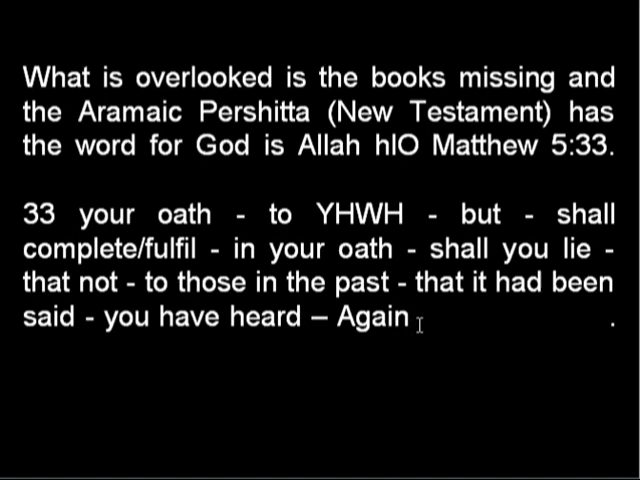 What is overlooked is the books missing and
the Aramaic Pershitta (New Testament) has
the word for God is Allah hlO Matthew 5:33.
33 your oath - to YHWH - but - shall
complete/fulfil - in your oath - shall you lie -
that not - to those in the past - that it had been
said - you have heard – Again .